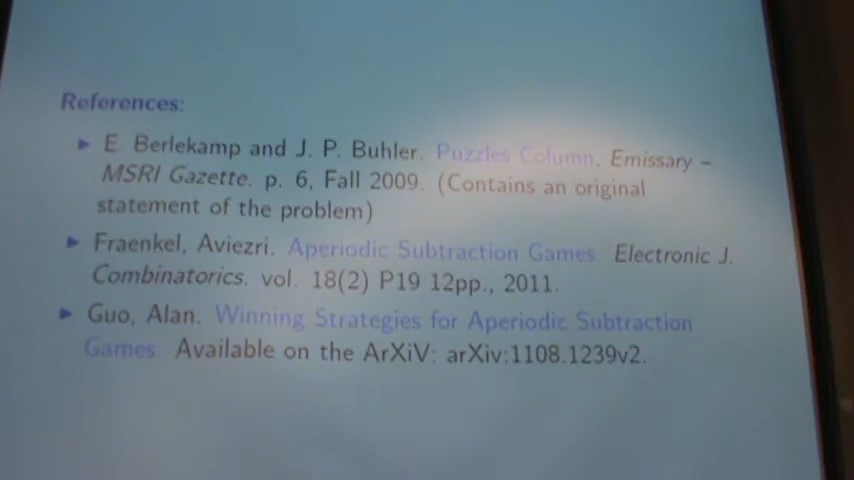 References:
E. Berlekamp and J. P. Buhler. Puzzles Column, Emissary –
MSRI Gazette. p. 6, Fall 2009. (Contains an original
statement of the problem)
Fraenkel, Aviezri. Aperiodic Subtraction Games. Electronic J.
Combinatorics. vol. 18(2) P19 12pp., 2011.
Guo, Alan. Winning Strategies for Aperiodic Subtraction
Games. Available on the ArXiV: arXiv:1108.1239v2.